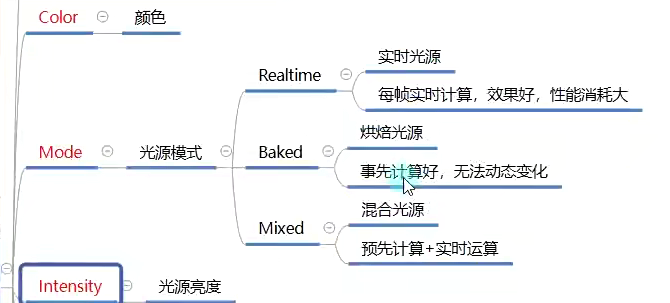 Color
颜色
Mode
光源模式
Realtime
实时光源
每帧实时计算，效果好，性能消耗大
Baked
烘焙光源
事先计算好，无法动态变化
Mixed
混合光源
预先计算+实时运算
Intensity
光源亮度